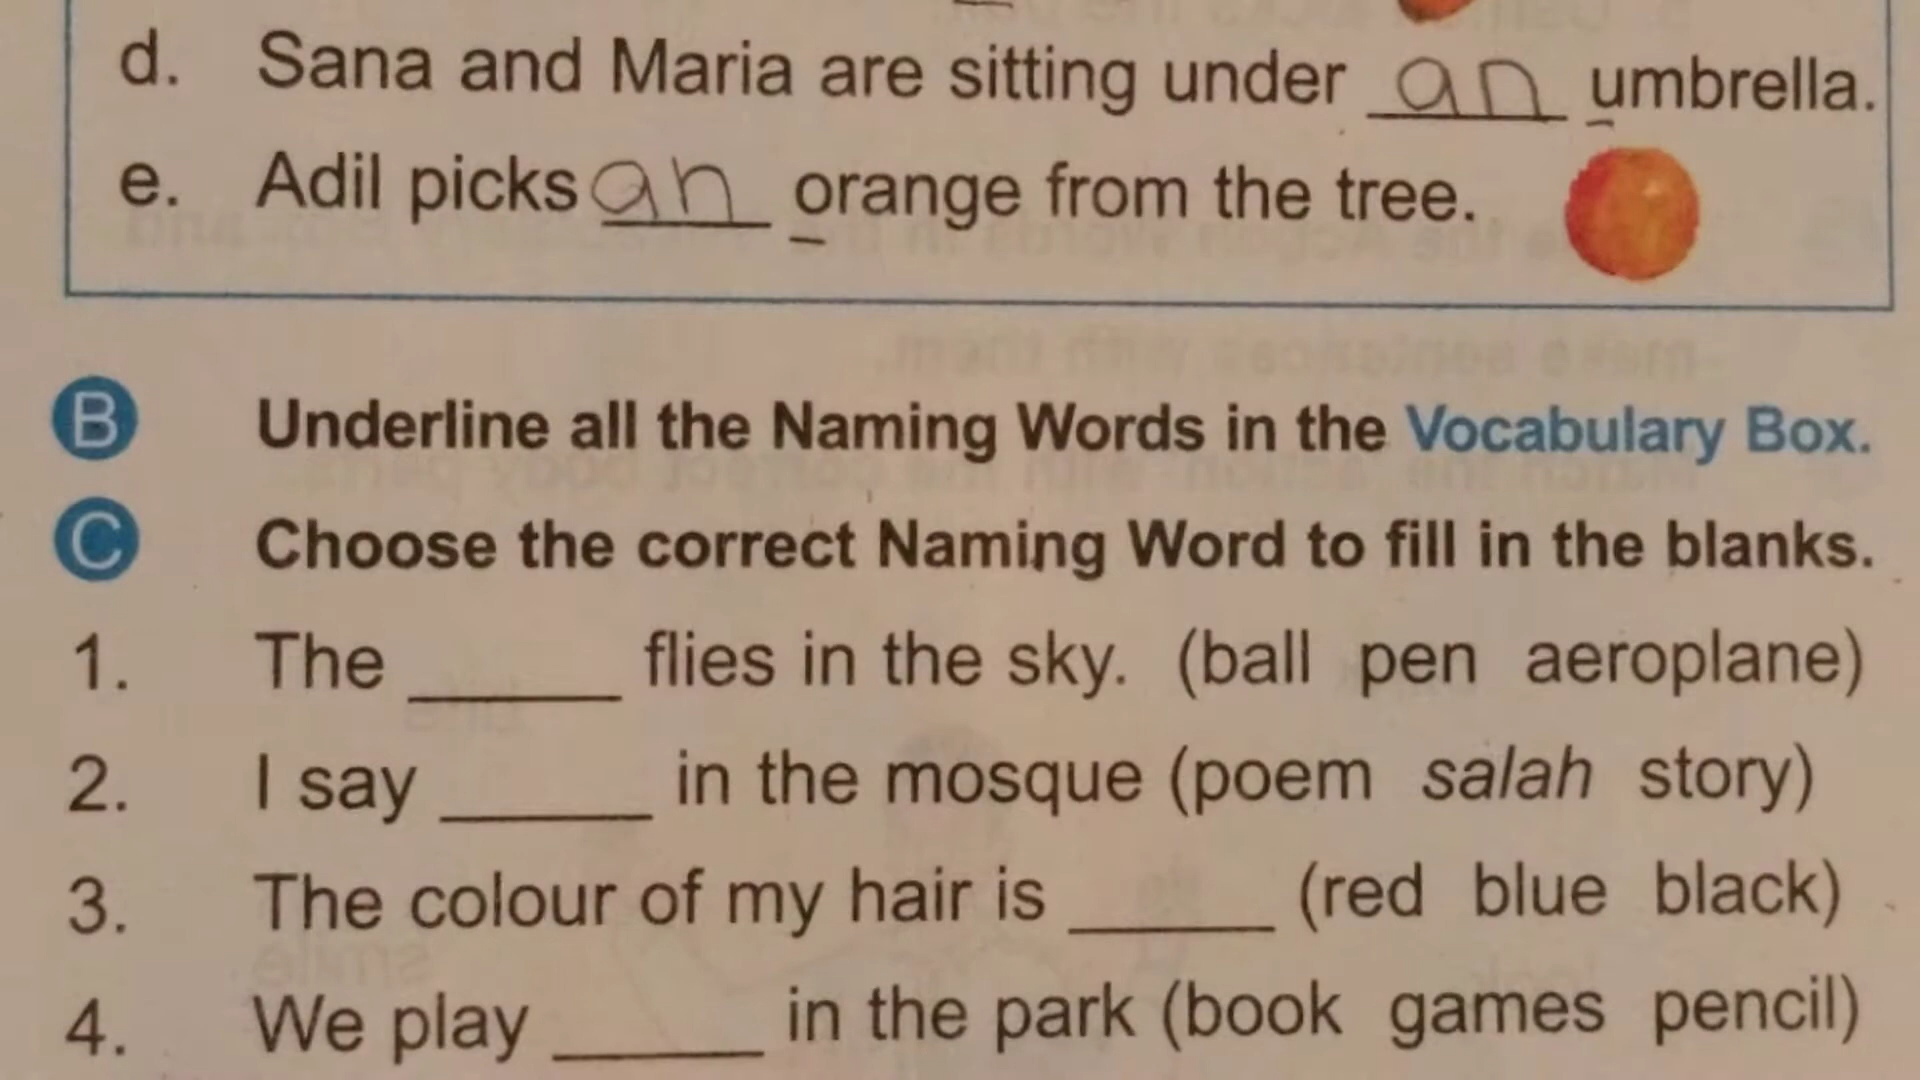 d. Sana and Maria are sitting under an umbrella.
e. Adil picks an orange from the tree.
B Underline all the Naming Words in the Vocabulary Box.
C Choose the correct Naming Word to fill in the blanks.
1. The ______ flies in the sky. (ball pen aeroplane)
2. I say ______ in the mosque (poem salah story)
3. The colour of my hair is ______ (red blue black)
4. We play ______ in the park (book games pencil)